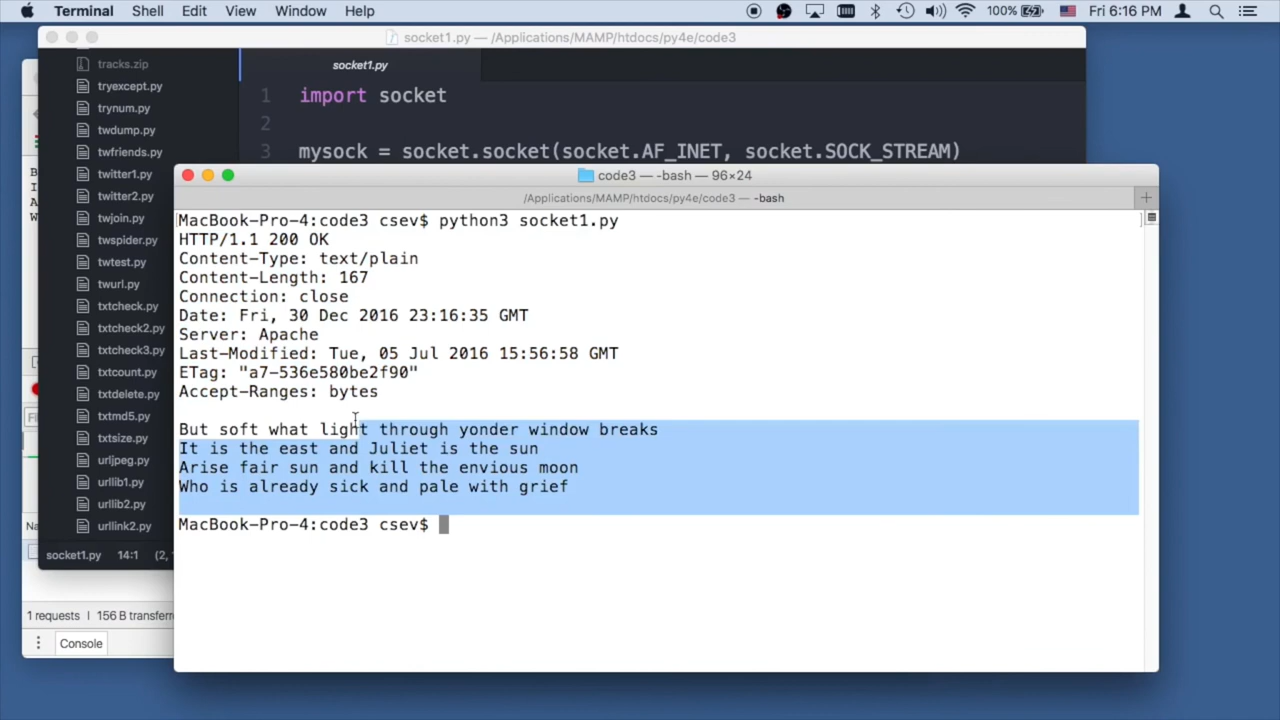 Terminal Shell Edit View Window Help 100% Fri 6:16 PM
socket1.py — /Applications/MAMP/htdocs/py4e/code3
tracks.zip
tryexcept.py
trynum.py
twdump.py
twfriends.py
twitter1.py
twitter2.py
twjoin.py
twspider.py
twtest.py
twurl.py
txtcheck.py
txtcheck2.py
txtcheck3.py
txtcount.py
txtdelete.py
txtmd5.py
txtsize.py
urljpeg.py
urllib1.py
urllib2.py
urllink2.py
socket1.py 14:1 (2,
socket1.py
1 import socket
2
3 mysock = socket.socket(socket.AF_INET, socket.SOCK_STREAM)
code3 — -bash — 96×24
/Applications/MAMP/htdocs/py4e/code3 — -bash
MacBook-Pro-4:code3 csev$ python3 socket1.py
HTTP/1.1 200 OK
Content-Type: text/plain
Content-Length: 167
Connection: close
Date: Fri, 30 Dec 2016 23:16:35 GMT
Server: Apache
Last-Modified: Tue, 05 Jul 2016 15:56:58 GMT
ETag: "a7-536e580be2f90"
Accept-Ranges: bytes
But soft what light through yonder window breaks
It is the east and Juliet is the sun
Arise fair sun and kill the envious moon
Who is already sick and pale with grief
MacBook-Pro-4:code3 csev$
1 requests | 156 B transferre
Console